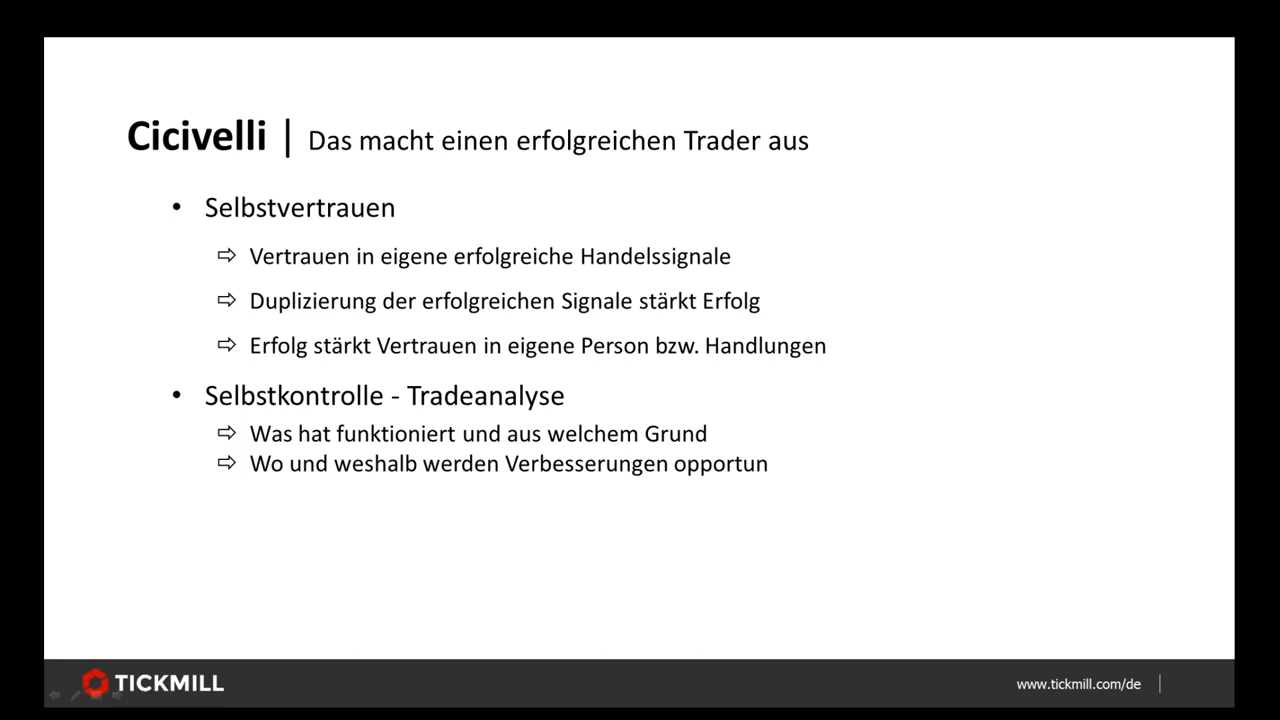 Cicivelli | Das macht einen erfolgreichen Trader aus
• Selbstvertrauen
⇨ Vertrauen in eigene erfolgreiche Handelssignale
⇨ Duplizierung der erfolgreichen Signale stärkt Erfolg
⇨ Erfolg stärkt Vertrauen in eigene Person bzw. Handlungen
• Selbstkontrolle - Tradeanalyse
⇨ Was hat funktioniert und aus welchem Grund
⇨ Wo und weshalb werden Verbesserungen opportun
TICKMILL
www.tickmill.com/de |